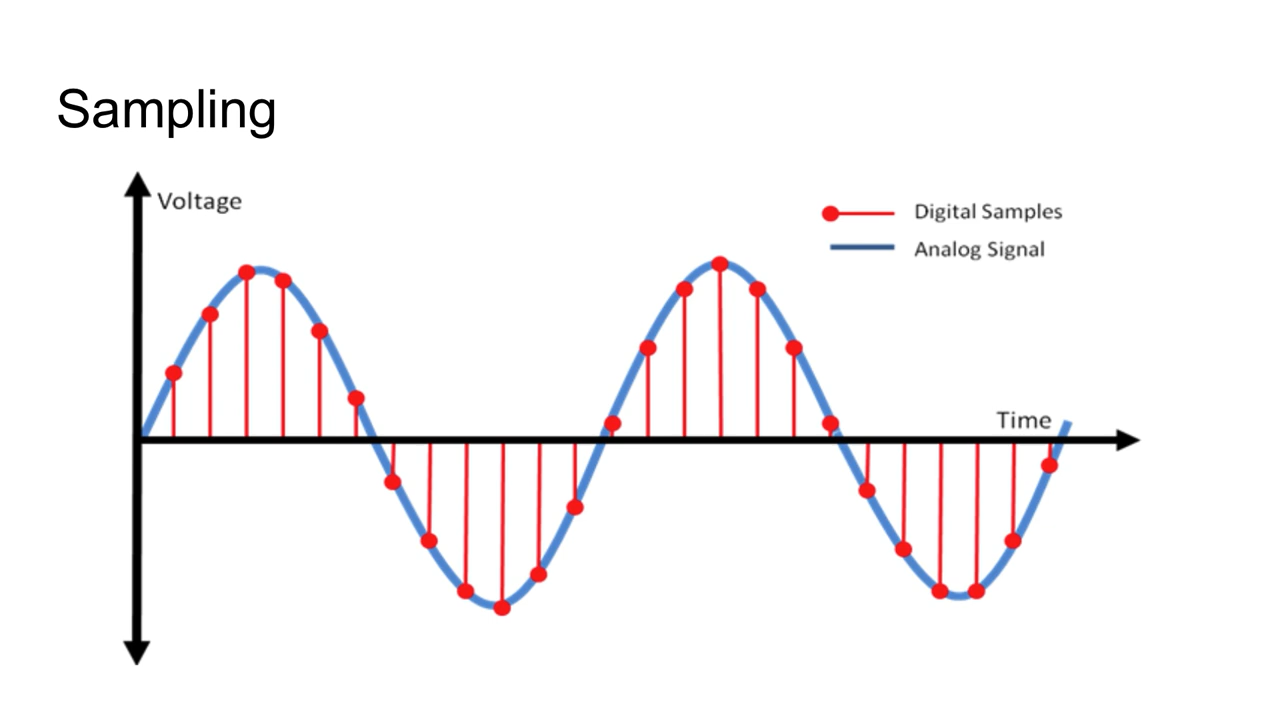 Sampling
Voltage
Digital Samples
Analog Signal
Time